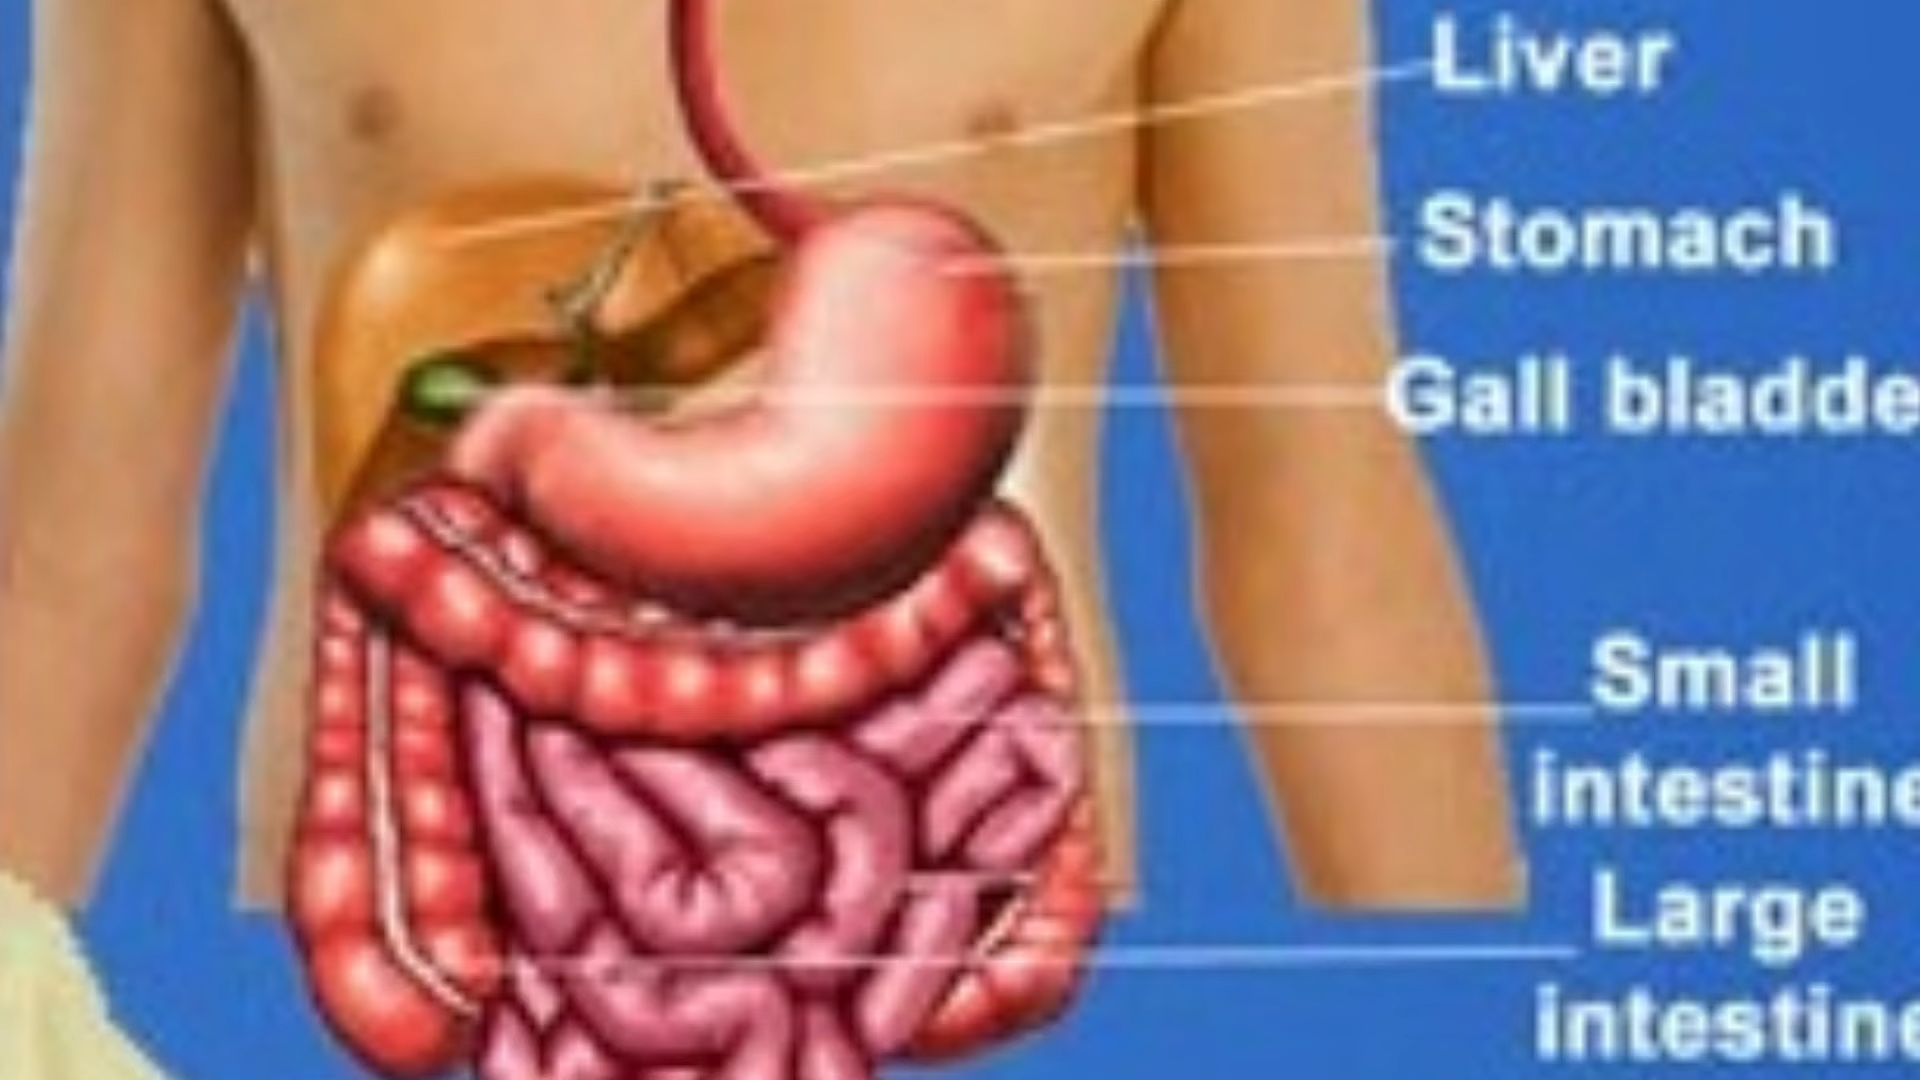 Liver
Stomach
Gall bladde
Small
intestine
Large
intestine